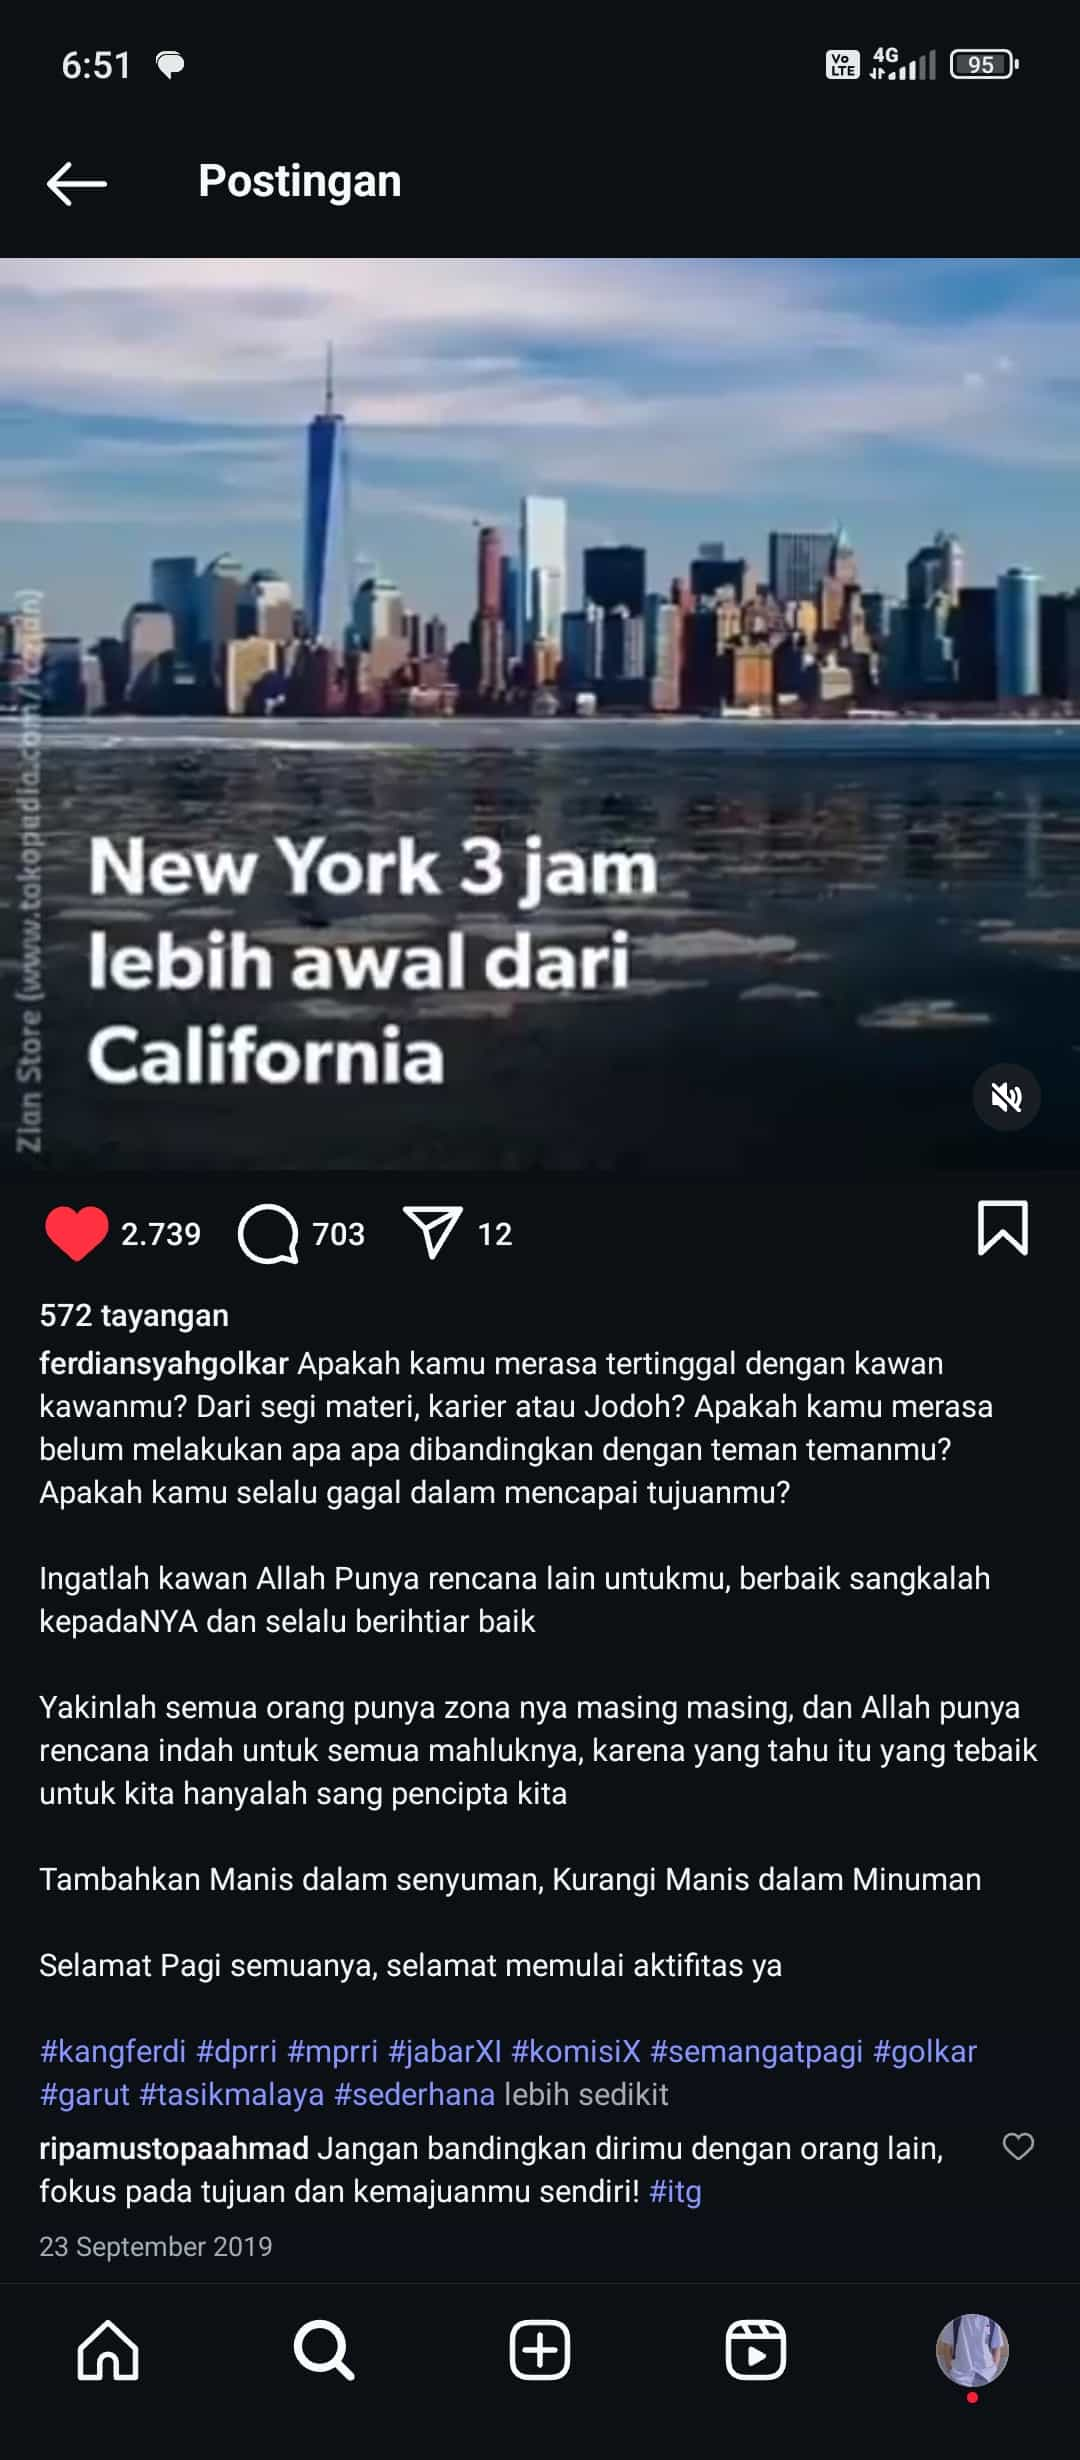 6:51
Vo LTE 4G 95
Postingan
Zian Store (www.tokopedia.com/
New York 3 jam
lebih awal dari
California
2.739 703 12
572 tayangan
ferdiansyahgolkar Apakah kamu merasa tertinggal dengan kawan
kawanmu? Dari segi materi, karier atau Jodoh? Apakah kamu merasa
belum melakukan apa apa dibandingkan dengan teman temanmu?
Apakah kamu selalu gagal dalam mencapai tujuanmu?
Ingatlah kawan Allah Punya rencana lain untukmu, berbaik sangkalah
kepadaNYA dan selalu berihtiar baik
Yakinlah semua orang punya zona nya masing masing, dan Allah punya
rencana indah untuk semua mahluknya, karena yang tahu itu yang tebaik
untuk kita hanyalah sang pencipta kita
Tambahkan Manis dalam senyuman, Kurangi Manis dalam Minuman
Selamat Pagi semuanya, selamat memulai aktifitas ya
#kangferdi #dprri #mprri #jabarXI #komisiX #semangatpagi #golkar
#garut #tasikmalaya #sederhana lebih sedikit
ripamustopaahmad Jangan bandingkan dirimu dengan orang lain,
fokus pada tujuan dan kemajuanmu sendiri! #itg
23 September 2019